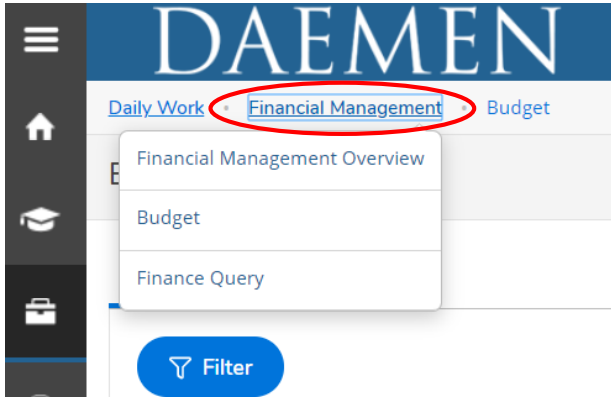 DAEMEN
Daily Work • Financial Management • Budget
Financial Management Overview
Budget
Finance Query
Filter